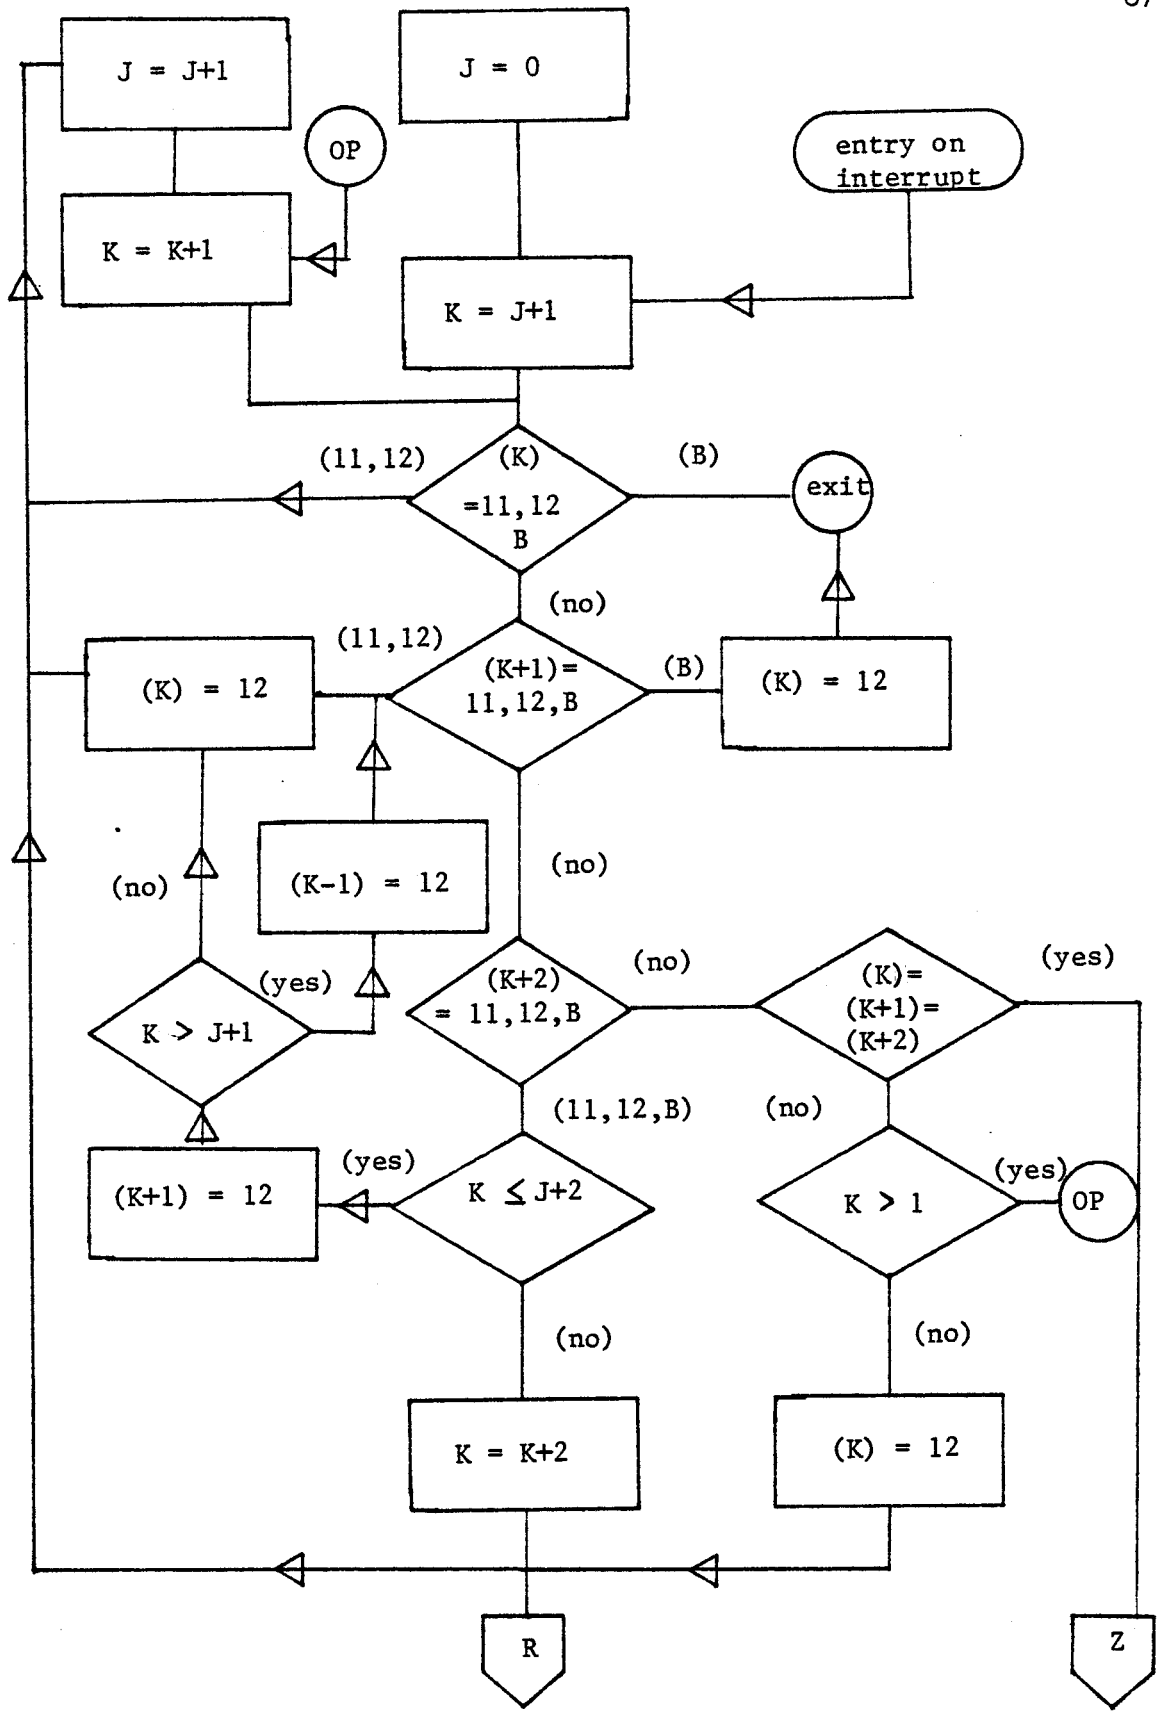 J = J+1
J = 0
OP
entry on
interrupt
K = K+1
K = J+1
(11,12)
(K)
=11,12
B
(B)
exit
(no)
(11,12)
(K) = 12
(K+1)=
11,12,B
(B)
(K) = 12
(no)
(K-1) = 12
(no)
(yes)
K > J+1
(K+2)
= 11,12,B
(no)
(K)=
(K+1)=
(K+2)
(yes)
(11,12,B)
(no)
(K+1) = 12
(yes)
K ≤ J+2
K > 1
(yes)
OP
(no)
(no)
K = K+2
(K) = 12
R
Z